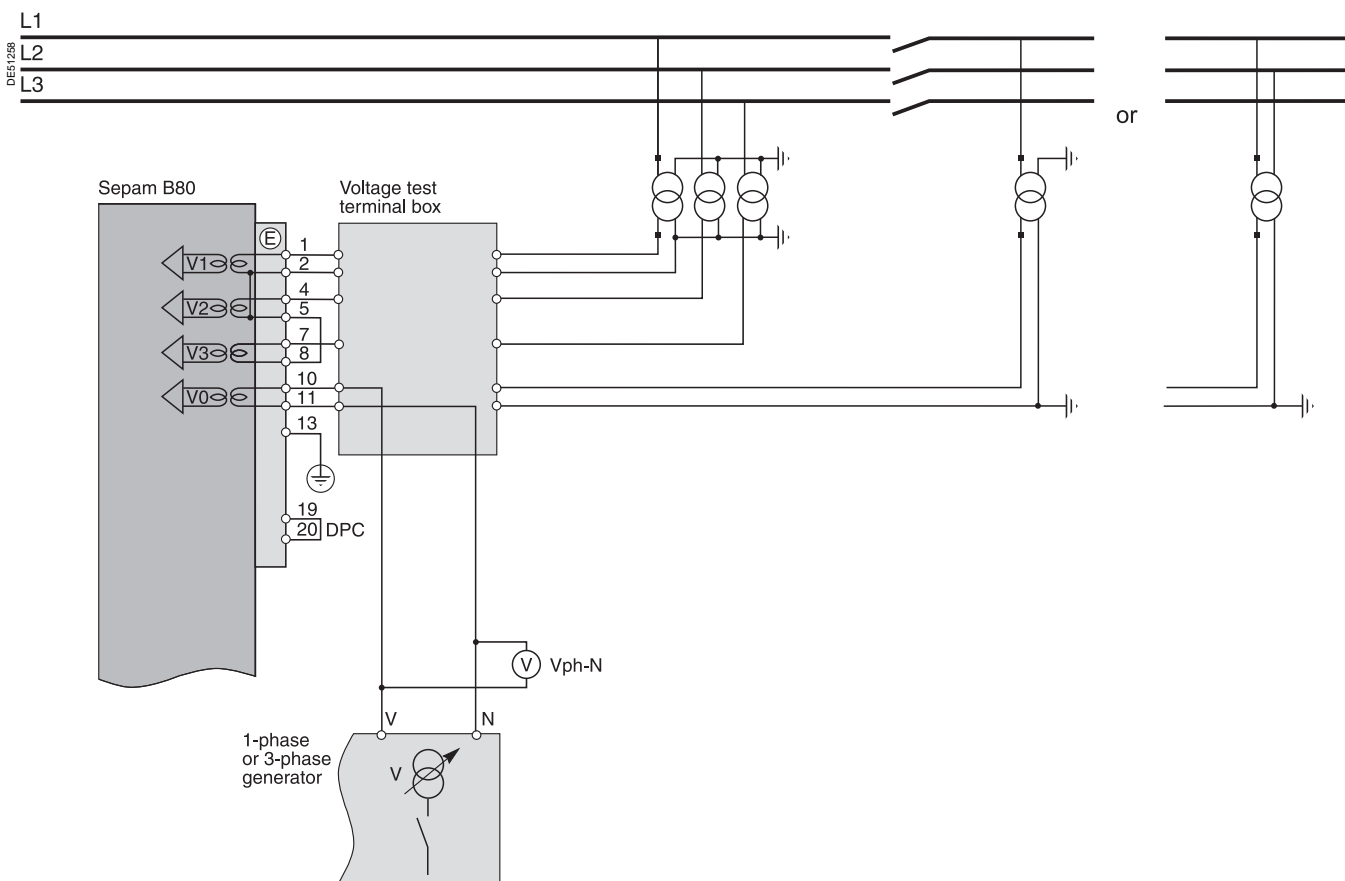 L1
DE51258
L2
L3
or
Sepam B80
Voltage test
terminal box
E
1
V1
2
4
V2
5
7
V3
8
10
V0
11
13
19
20 DPC
V Vph-N
V N
1-phase
or 3-phase
generator
V